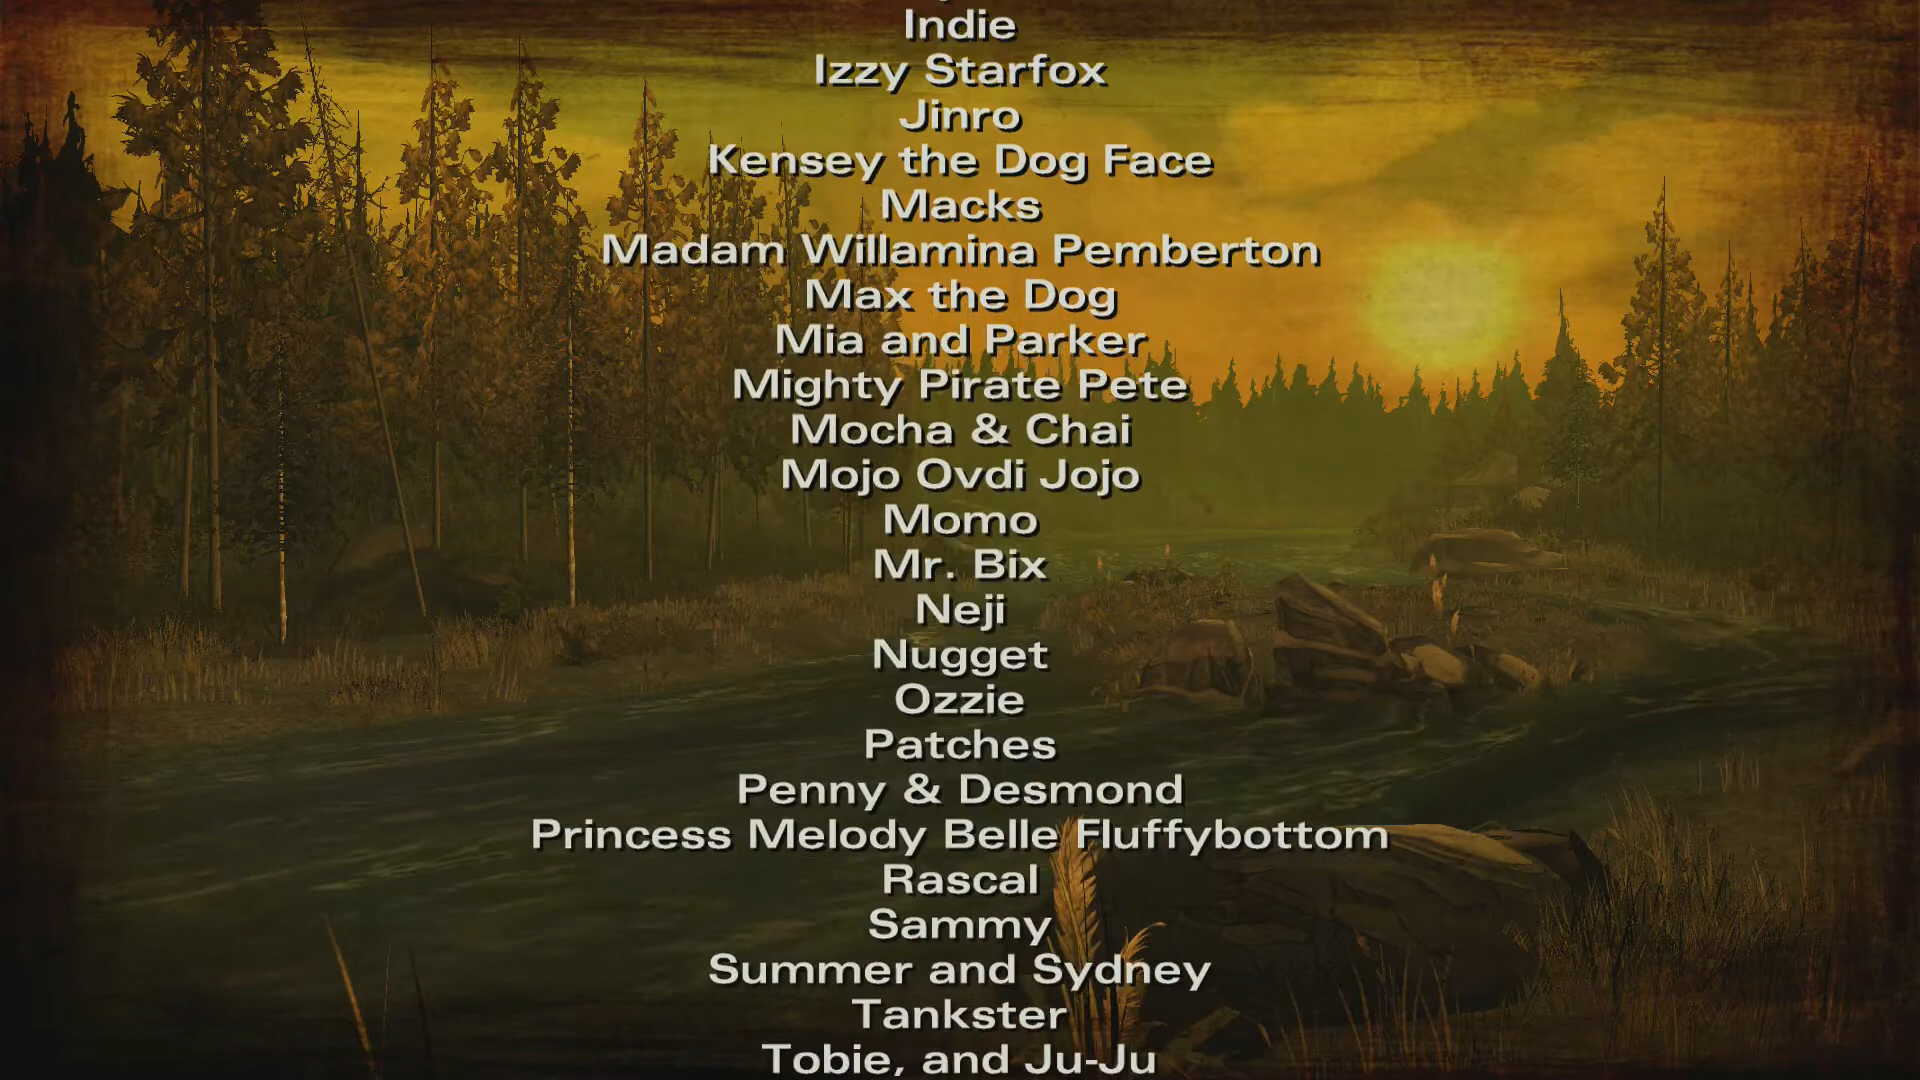 Indie
Izzy Starfox
Jinro
Kensey the Dog Face
Macks
Madam Willamina Pemberton
Max the Dog
Mia and Parker
Mighty Pirate Pete
Mocha & Chai
Mojo Ovdi Jojo
Momo
Mr. Bix
Neji
Nugget
Ozzie
Patches
Penny & Desmond
Princess Melody Belle Fluffybottom
Rascal
Sammy
Summer and Sydney
Tankster
Tobie, and Ju-Ju